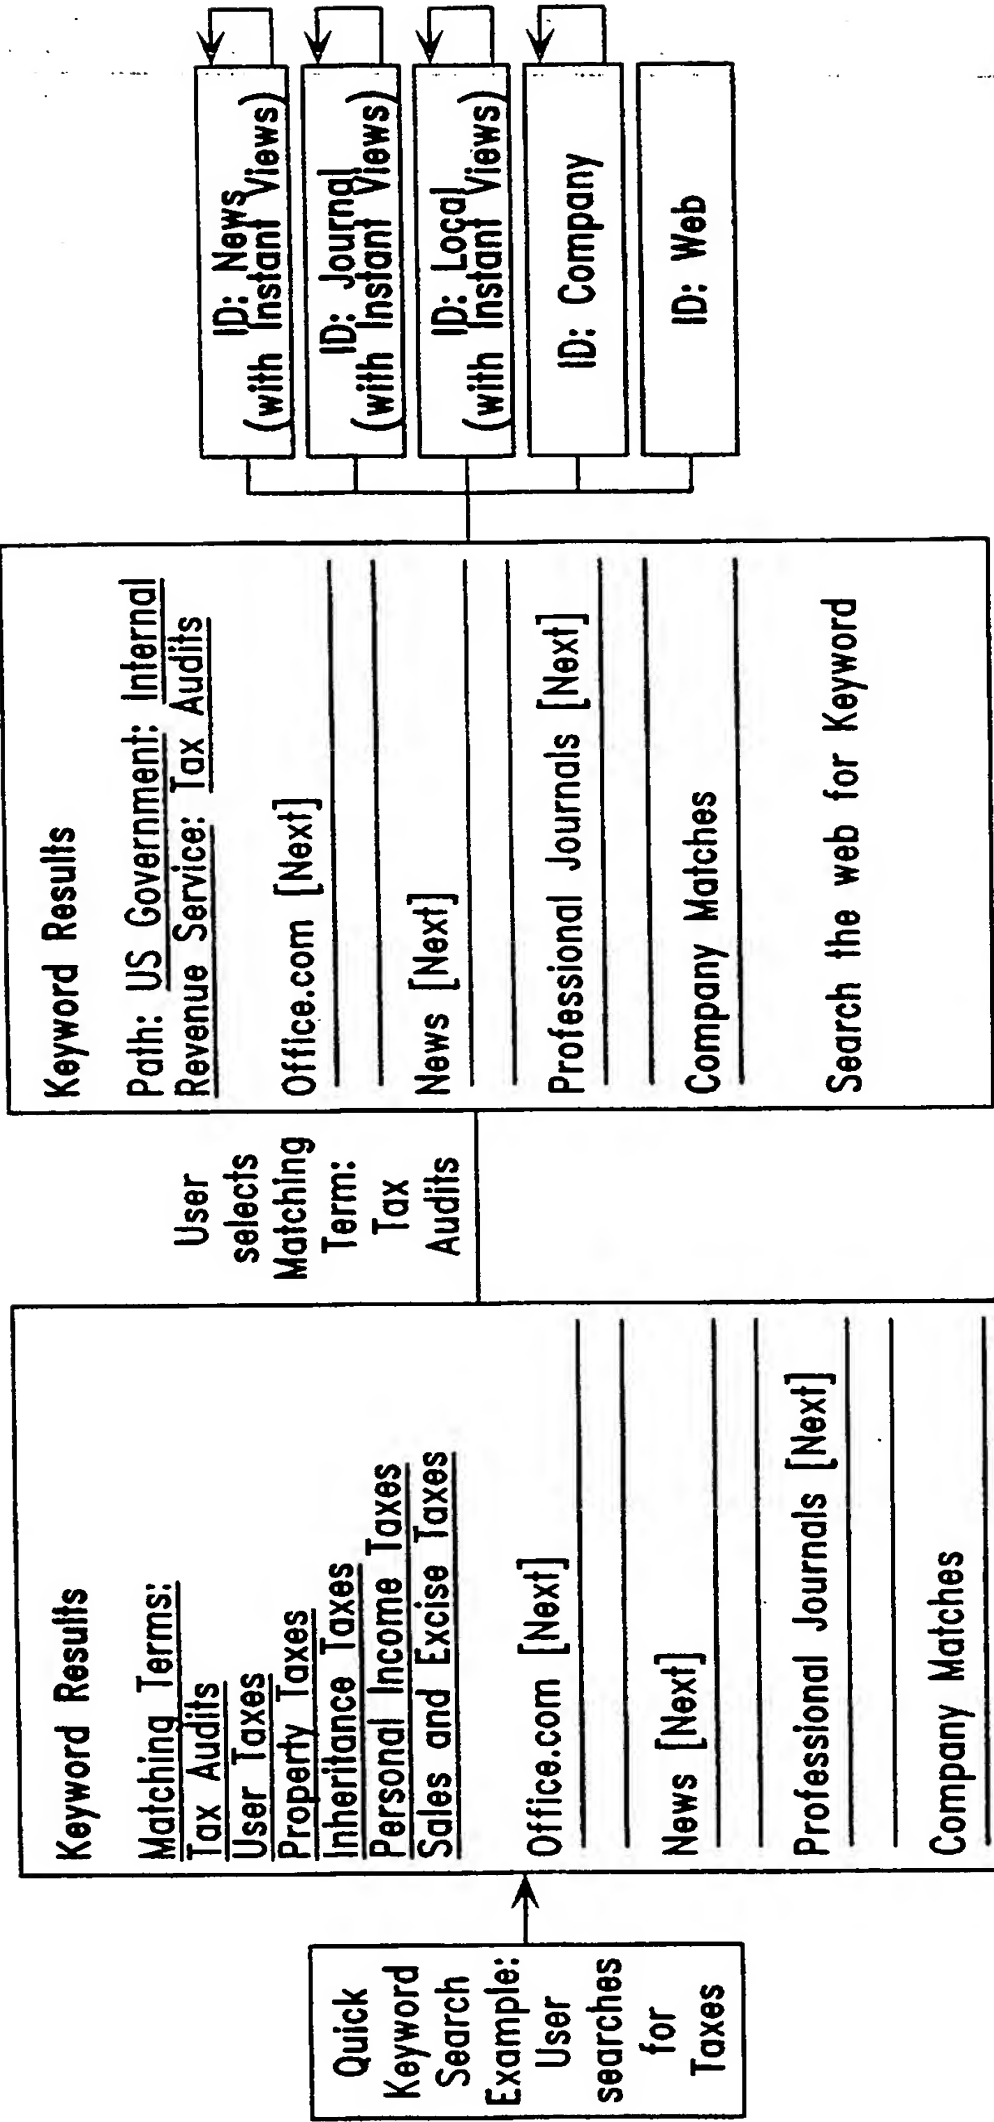 Quick
Keyword
Search
Example:
User
searches
for
Taxes
Keyword Results
Matching Terms:
Tax Audits
User Taxes
Property Taxes
Inheritance Taxes
Personal Income Taxes
Sales and Excise Taxes
Office.com [Next]
News [Next]
Professional Journals [Next]
Company Matches
User
selects
Matching
Term:
Tax
Audits
Keyword Results
Path: US Government: Internal
Revenue Service: Tax Audits
Office.com [Next]
News [Next]
Professional Journals [Next]
Company Matches
Search the web for Keyword
ID: News
(with Instant Views)
ID: Journal
(with Instant Views)
ID: Local
(with Instant Views)
ID: Company
ID: Web